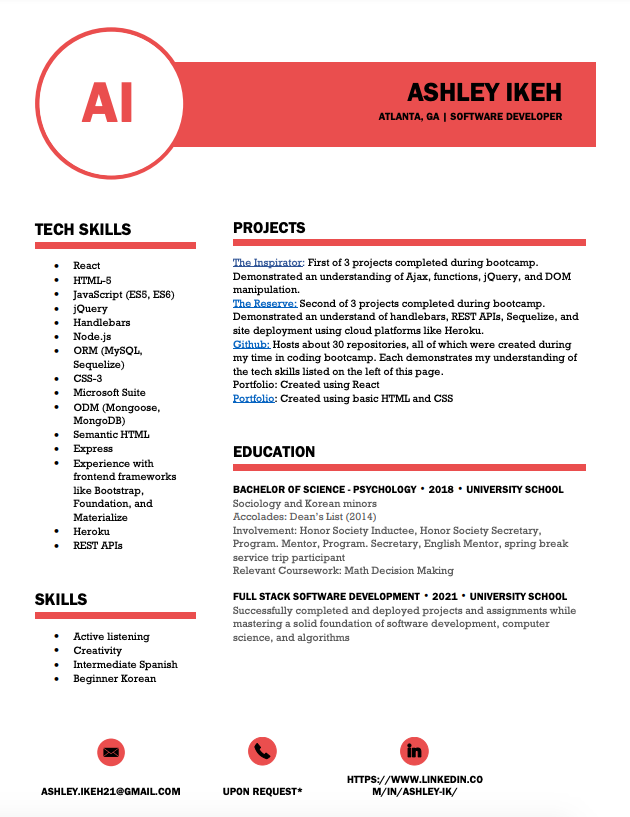 AI
ASHLEY IKEH
ATLANTA, GA | SOFTWARE DEVELOPER
TECH SKILLS
• React
• HTML-5
• JavaScript (ES5, ES6)
• jQuery
• Handlebars
• Node.js
• ORM (MySQL,
Sequelize)
• CSS-3
• Microsoft Suite
• ODM (Mongoose,
MongoDB)
• Semantic HTML
• Express
• Experience with
frontend frameworks
like Bootstrap,
Foundation, and
Materialize
• Heroku
• REST APIs
SKILLS
• Active listening
• Creativity
• Intermediate Spanish
• Beginner Korean
PROJECTS
The Inspirator: First of 3 projects completed during bootcamp.
Demonstrated an understanding of Ajax, functions, jQuery, and DOM
manipulation.
The Reserve: Second of 3 projects completed during bootcamp.
Demonstrated an understand of handlebars, REST APIs, Sequelize, and
site deployment using cloud platforms like Heroku.
Github: Hosts about 30 repositories, all of which were created during
my time in coding bootcamp. Each demonstrates my understanding of
the tech skills listed on the left of this page.
Portfolio: Created using React
Portfolio: Created using basic HTML and CSS
EDUCATION
BACHELOR OF SCIENCE - PSYCHOLOGY • 2018 • UNIVERSITY SCHOOL
Sociology and Korean minors
Accolades: Dean's List (2014)
Involvement: Honor Society Inductee, Honor Society Secretary,
Program. Mentor, Program. Secretary, English Mentor, spring break
service trip participant
Relevant Coursework: Math Decision Making
FULL STACK SOFTWARE DEVELOPMENT • 2021 • UNIVERSITY SCHOOL
Successfully completed and deployed projects and assignments while
mastering a solid foundation of software development, computer
science, and algorithms
ASHLEY.IKEH21@GMAIL.COM
UPON REQUEST*
in
HTTPS://WWW.LINKEDIN.CO
M/IN/ASHLEY-IK/